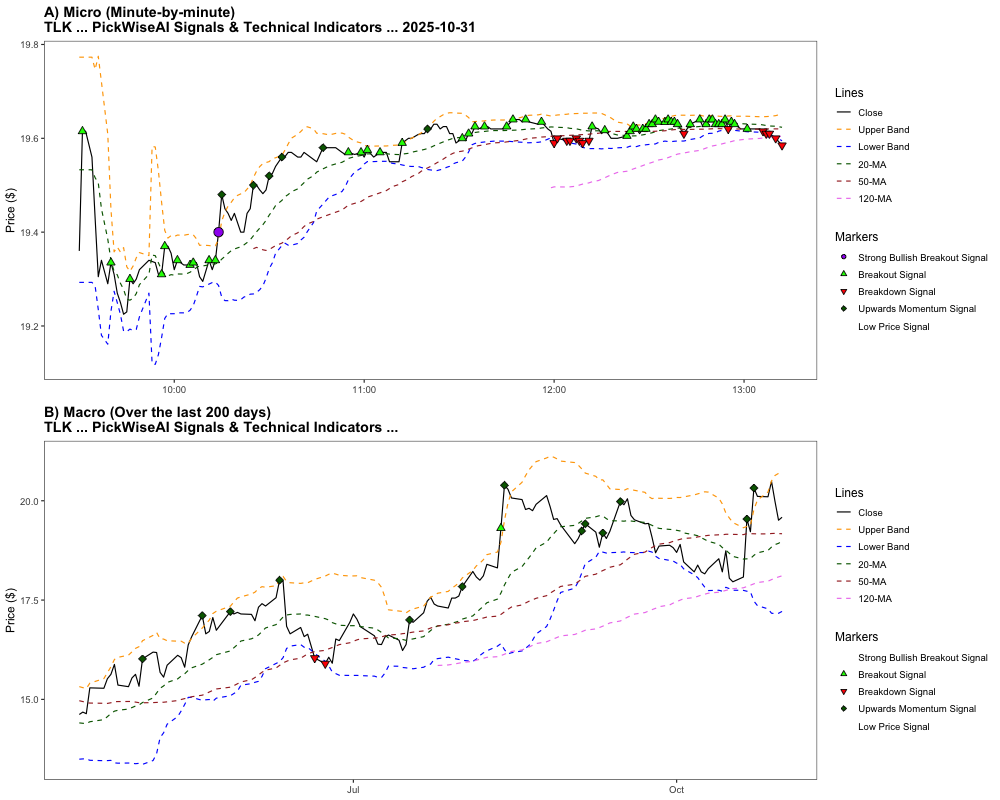 A) Micro (Minute-by-minute)
TLK ... PickWiseAI Signals & Technical Indicators ... 2025-10-31
Price ($)
19.8
19.6
19.4
19.2
10:00
11:00
12:00
13:00
Lines
Close
Upper Band
Lower Band
20-MA
50-MA
120-MA
Markers
Strong Bullish Breakout Signal
Breakout Signal
Breakdown Signal
Upwards Momentum Signal
Low Price Signal
B) Macro (Over the last 200 days)
TLK ... PickWiseAI Signals & Technical Indicators ...
Price ($)
20.0
17.5
15.0
Jul
Oct
Lines
Close
Upper Band
Lower Band
20-MA
50-MA
120-MA
Markers
Strong Bullish Breakout Signal
Breakout Signal
Breakdown Signal
Upwards Momentum Signal
Low Price Signal